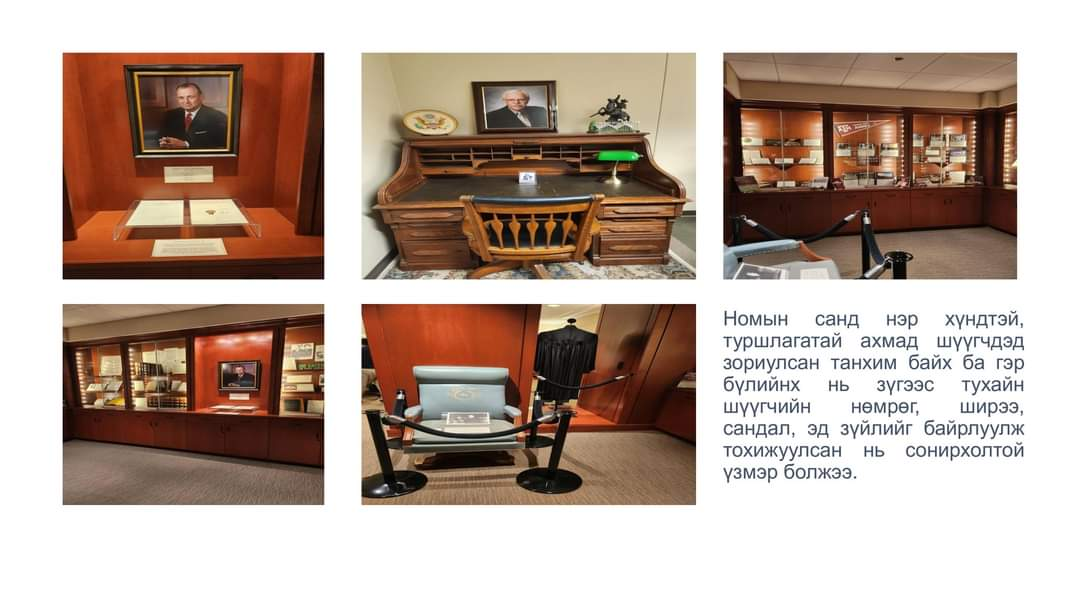 Номын санд нэр хүндтэй,
туршлагатай ахмад шүүгчдэд
зориулсан танхим байх ба гэр
бүлийнх нь зүгээс тухайн
шүүгчийн нөмрөг, ширээ,
сандал, эд зүйлийг байрлуулж
тохижуулсан нь сонирхолтой
үзмэр болжээ.